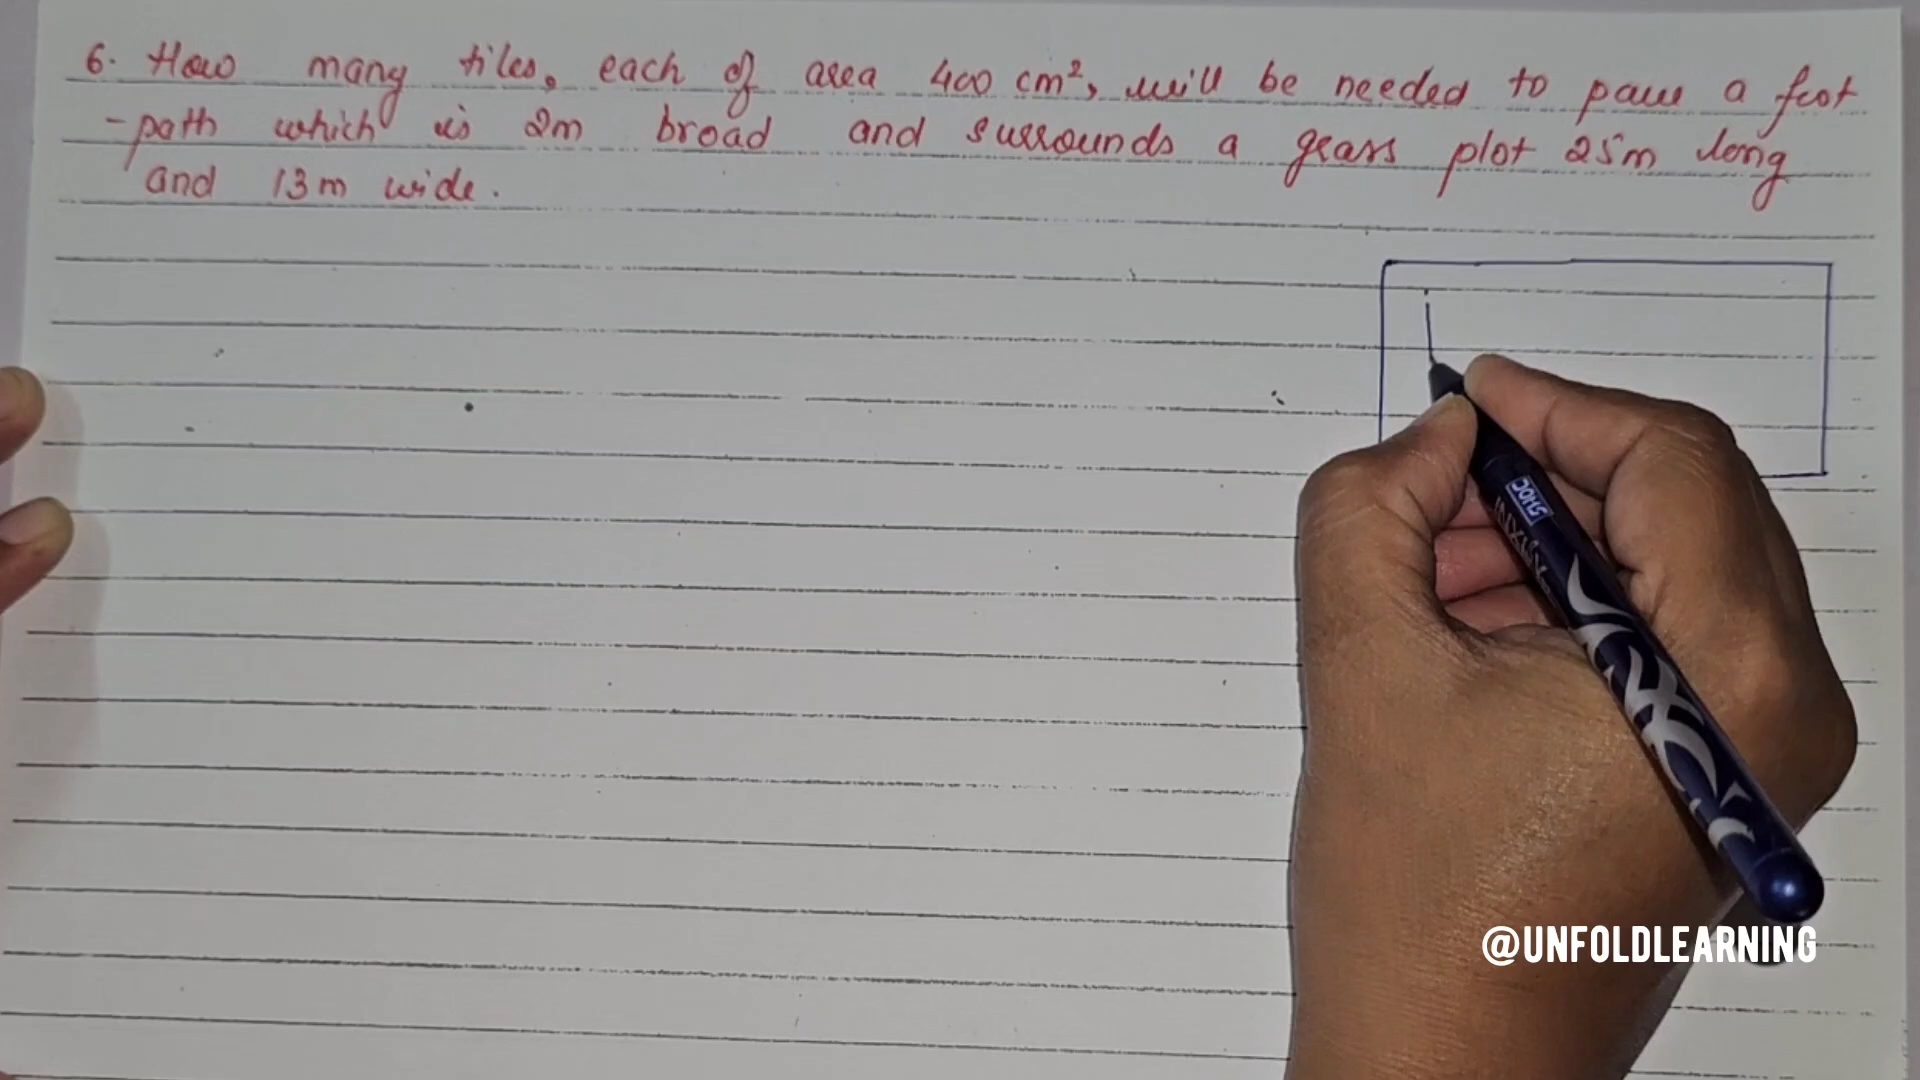 6. How many tiles, each of area 400 cm², will be needed to pave a foot
-path which is 2m broad and surrounds a grass plot 25m long
and 13m wide.
SHOC
@UNFOLDLEARNING